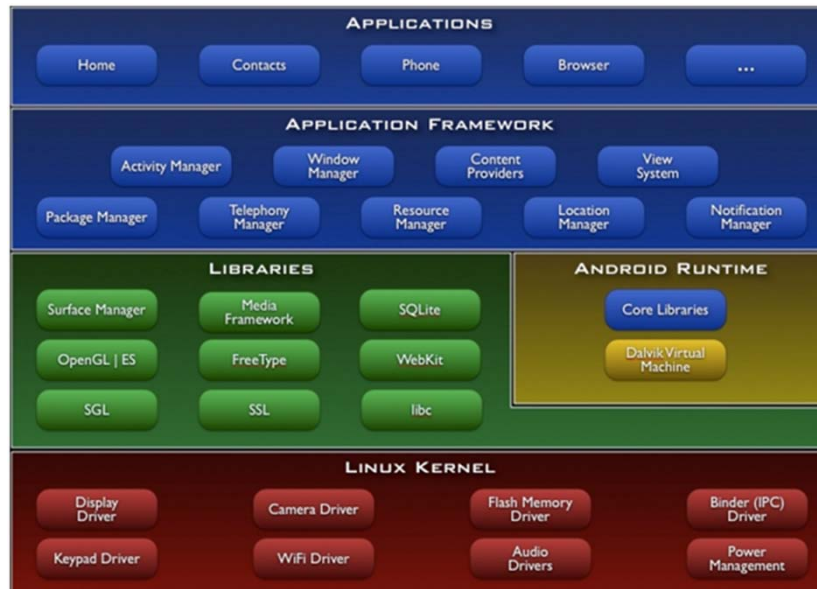 APPLICATIONS
Home
Contacts
Phone
Browser
...
APPLICATION FRAMEWORK
Activity Manager
Window
Manager
Content
Providers
View
System
Package Manager
Telephony
Manager
Resource
Manager
Location
Manager
Notification
Manager
LIBRARIES
Surface Manager
Media
Framework
SQLite
OpenGL | ES
FreeType
WebKit
SGL
SSL
libc
ANDROID RUNTIME
Core Libraries
Dalvik Virtual
Machine
LINUX KERNEL
Display
Driver
Camera Driver
Flash Memory
Driver
Binder (IPC)
Driver
Keypad Driver
WiFi Driver
Audio
Drivers
Power
Management